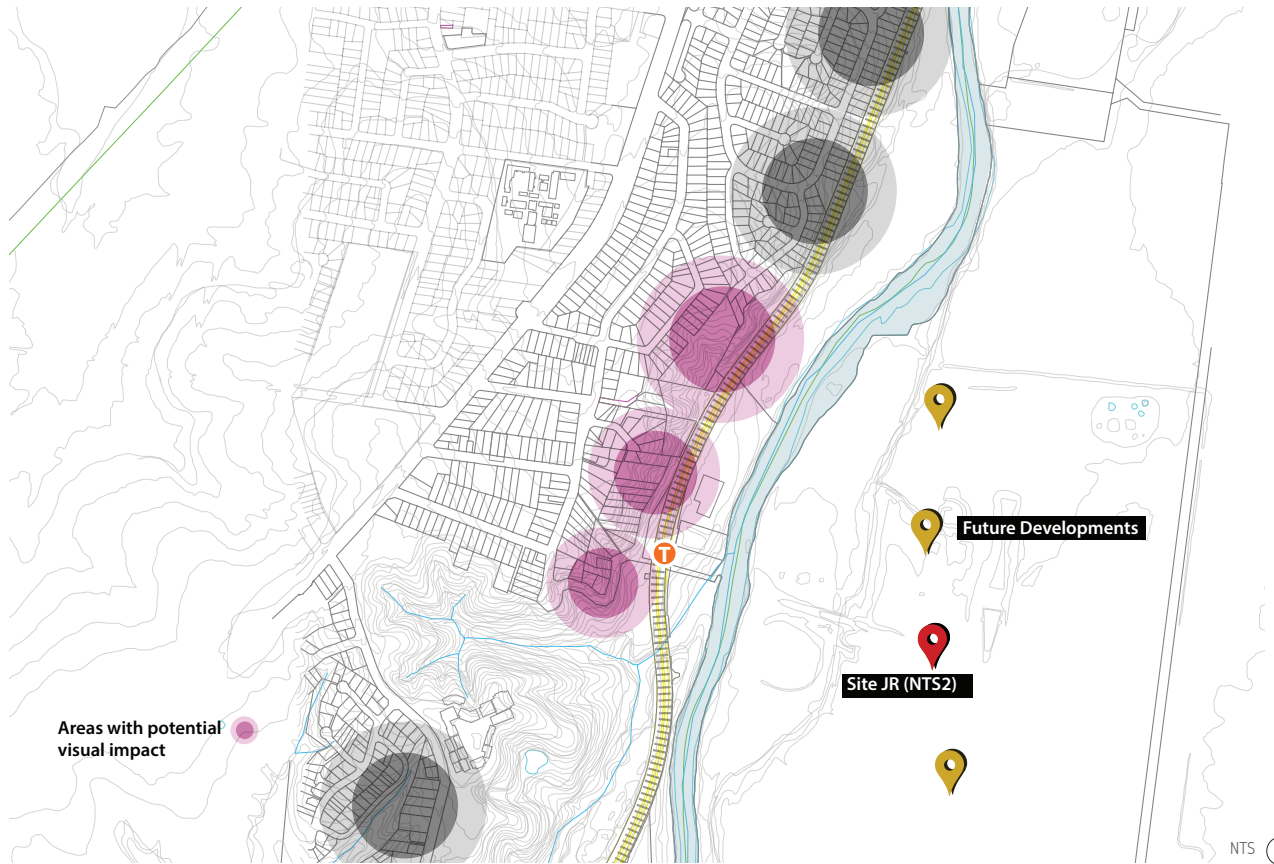 T
Future Developments
Site JR (NTS2)
Areas with potential
visual impact
NTS